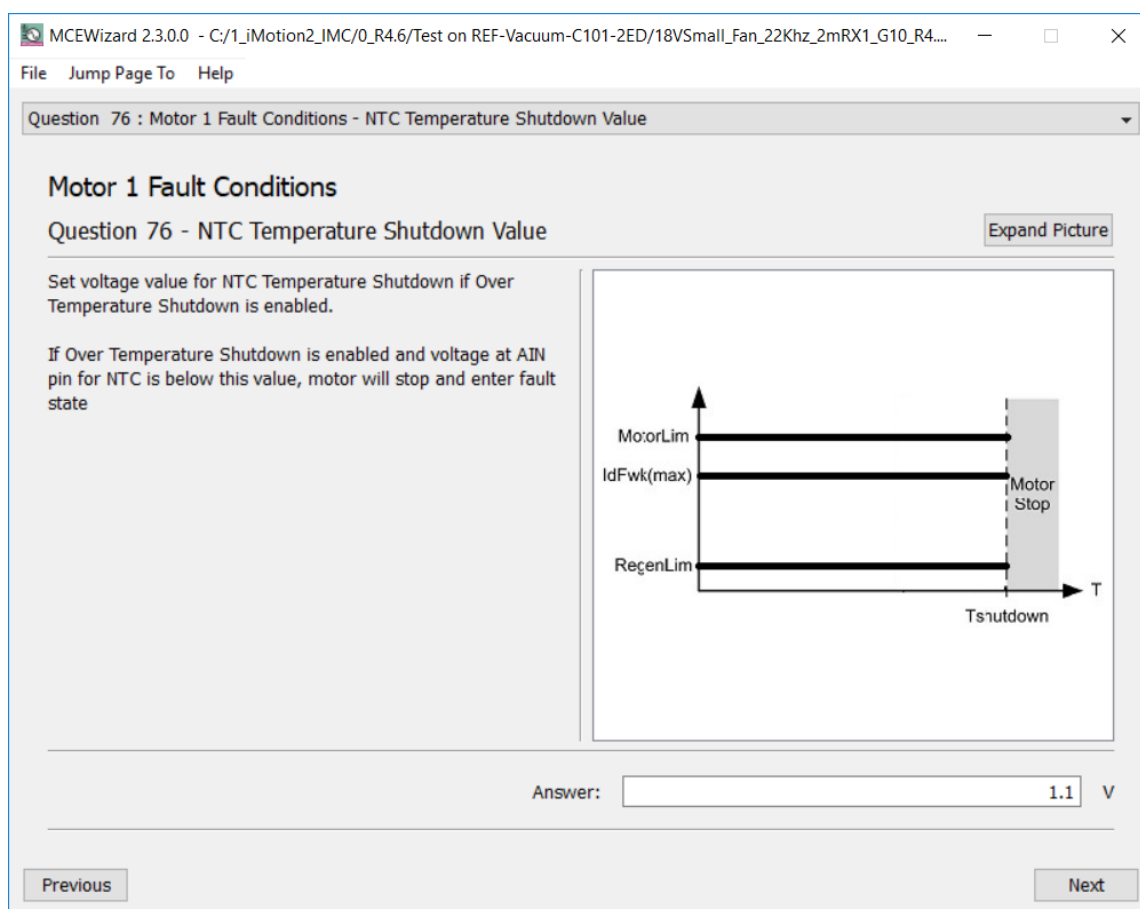 MCEWizard 2.3.0.0 - C:/1_iMotion2_IMC/0_R4.6/Test on REF-Vacuum-C101-2ED/18VSmall_Fan_22Khz_2mRX1_G10_R4....
File Jump Page To Help
Question 76 : Motor 1 Fault Conditions - NTC Temperature Shutdown Value
Motor 1 Fault Conditions
Question 76 - NTC Temperature Shutdown Value
Expand Picture
Set voltage value for NTC Temperature Shutdown if Over
Temperature Shutdown is enabled.
If Over Temperature Shutdown is enabled and voltage at AIN
pin for NTC is below this value, motor will stop and enter fault
state
MotorLim
IdFwk(max)
Motor
Stop
RegenLim
T
Tshutdown
Answer: 1.1 V
Previous
Next